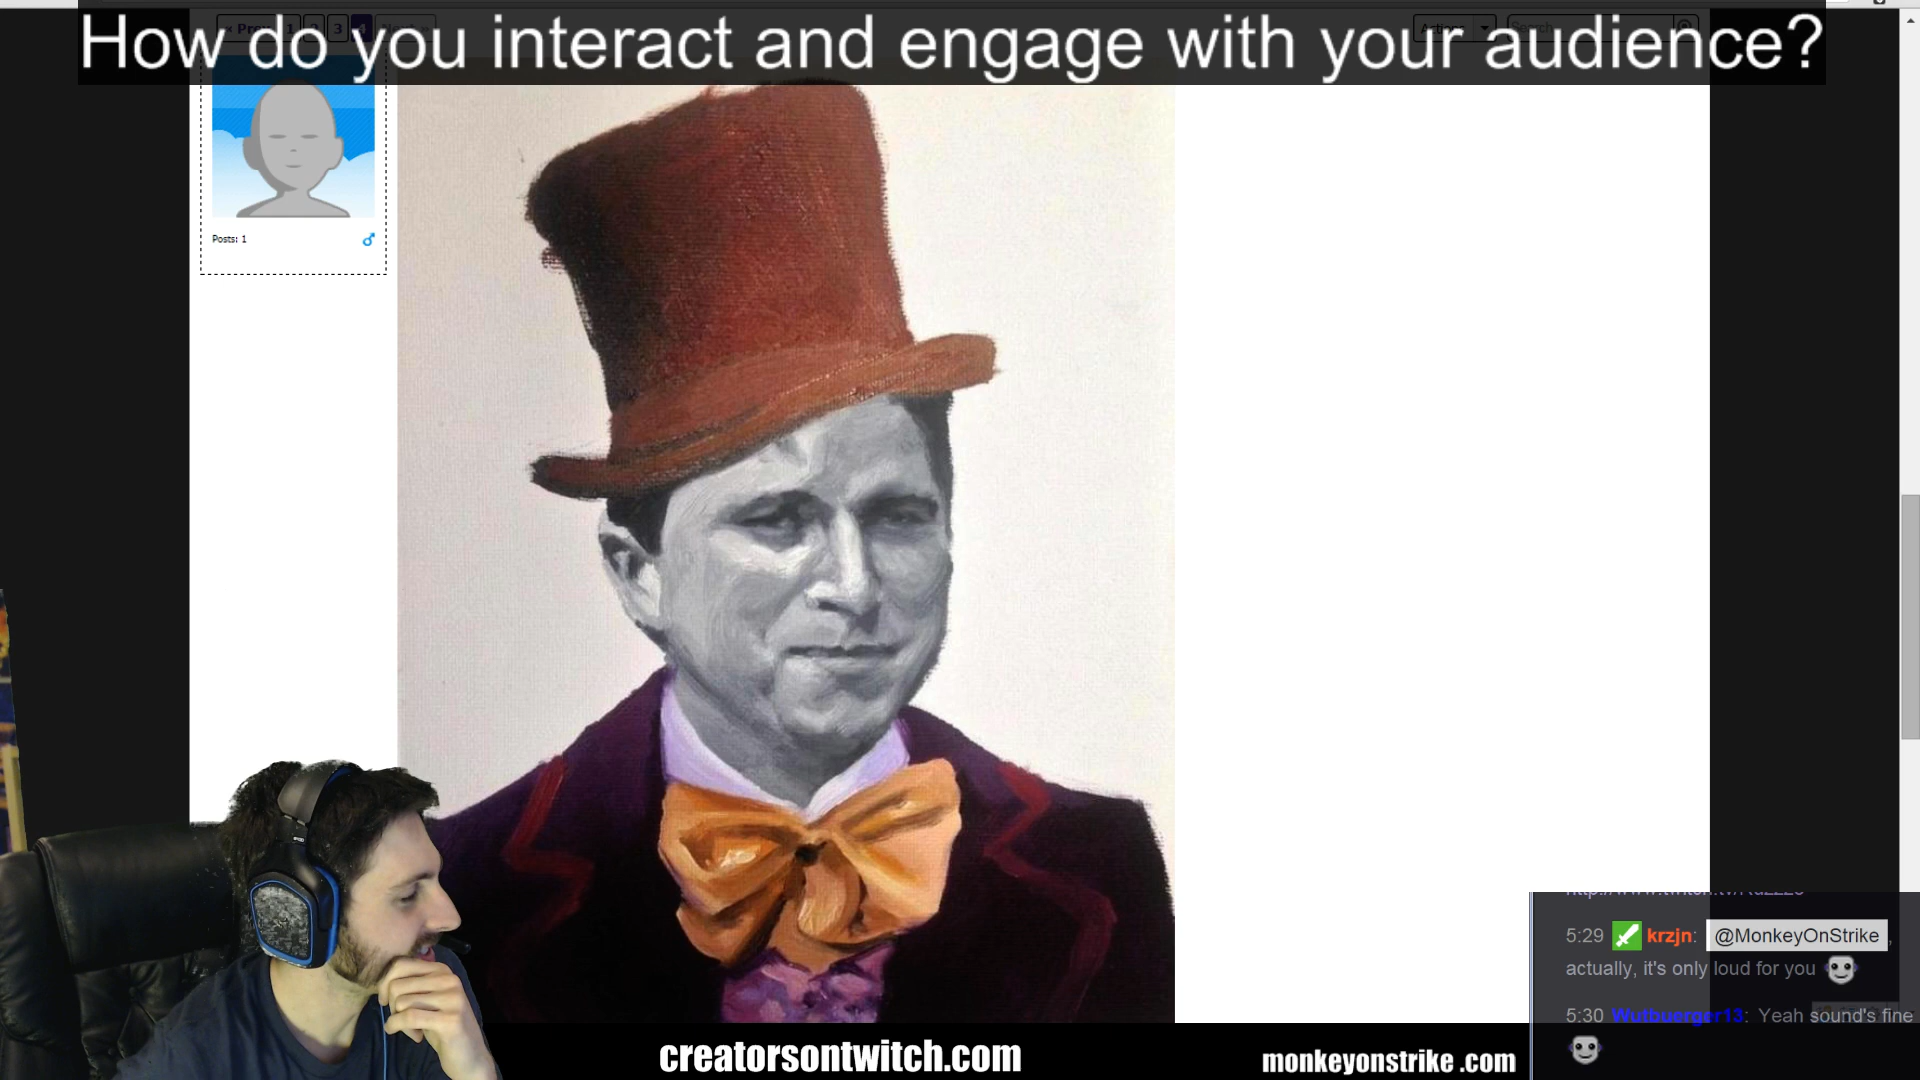 How do you interact and engage with your audience?
Posts: 1
5:29 krzjn: @MonkeyOnStrike ,
actually, it's only loud for you
5:30 Wutbuerger13: Yeah sound's fine
creatorsontwitch.com
monkeyonstrike .com